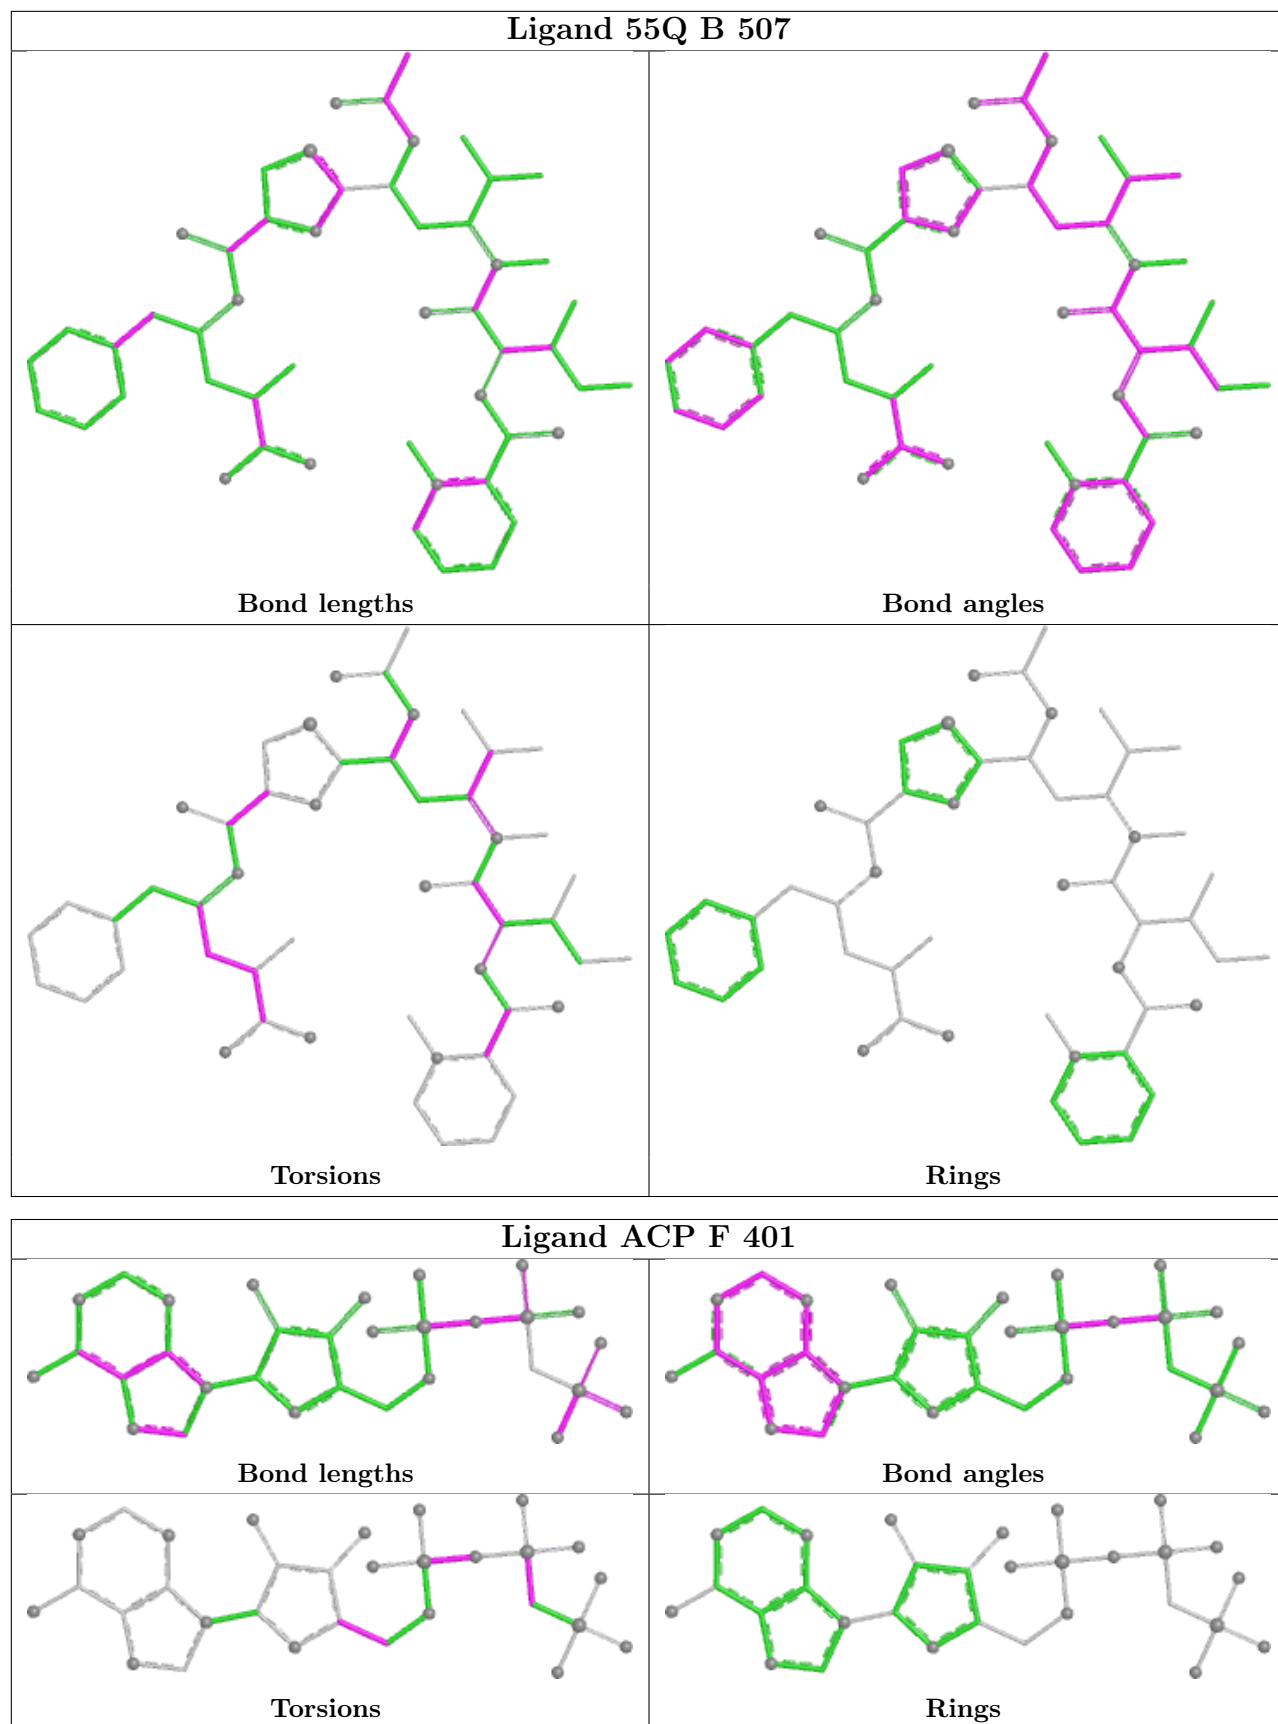 Ligand 55Q B 507
Bond lengths
Bond angles
Torsions
Rings
Ligand ACP F 401
Bond lengths
Bond angles
Torsions
Rings